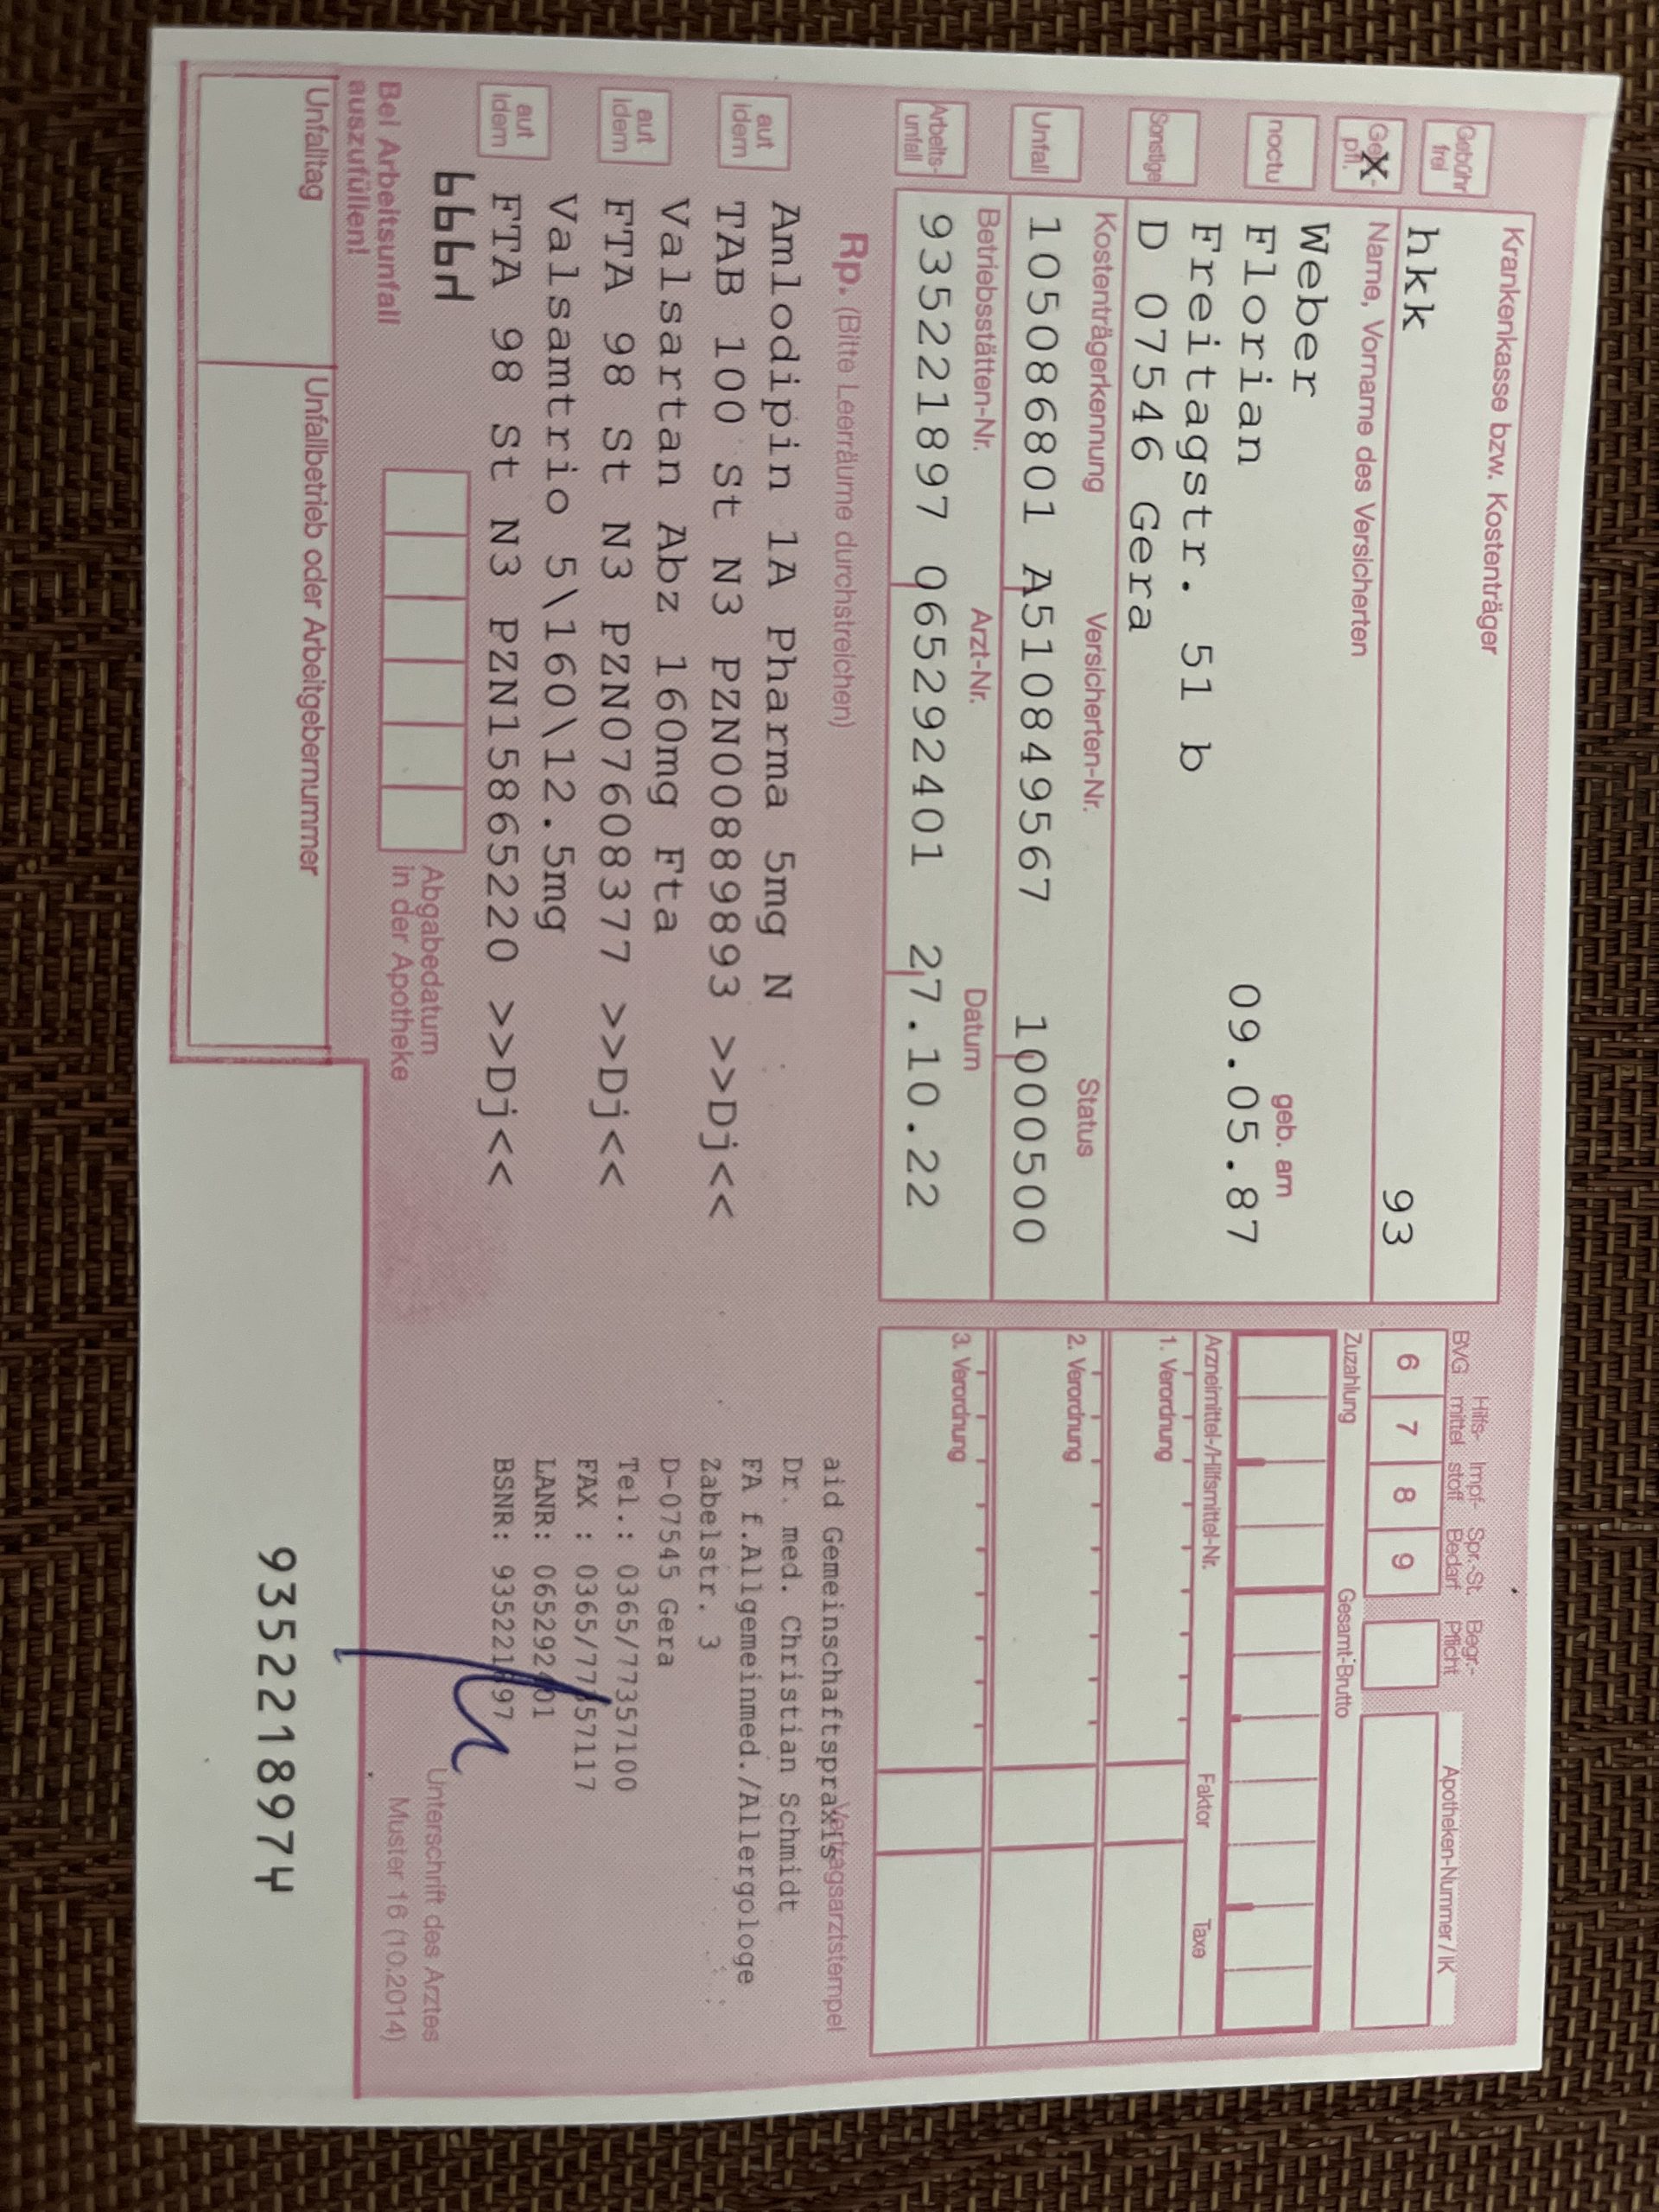 Krankenkasse bzw. Kostenträger
hkk
93
Gebühr
frei
Geb.-
pfl.
X
noctu
Sonstige
Unfall
Arbeits-
unfall
Name, Vorname des Versicherten
Weber
geb. am
Florian
09.05.87
Freitagstr. 51 b
D 07546 Gera
Kostenträgerkennung
Versicherten-Nr.
Status
105086801
A510849567
1000500
Betriebsstätten-Nr.
Arzt-Nr.
Datum
935221897
065292401
27.10.22
BVG
Hilfs-
mittel
Impf-
stoff
Spr.-St.
Bedarf
Begr.-
Pflicht
Apotheken-Nummer / IK
6 7 8 9
Zuzahlung
Gesamt-Brutto
Arzneimittel-/Hilfsmittel-Nr.
Faktor
Taxe
1. Verordnung
2. Verordnung
3. Verordnung
Rp. (Bitte Leerräume durchstreichen)
Vertragsarztstempel
aut
idem
Amlodipin 1A Pharma 5mg N
TAB 100 St N3 PZN00889893 >>Dj<<
aut
idem
Valsartan Abz 160mg Fta
FTA 98 St N3 PZN07608377 >>Dj<<
aut
idem
Valsamtrio 5\160\12.5mg
FTA 98 St N3 PZN15865220 >>Dj<<
aid Gemeinschaftspraxis
Dr. med. Christian Schmidt
FA f.Allgemeinmed./Allergologe
Zabelstr. 3
D-07545 Gera
Tel.: 0365/77357100
FAX : 0365/77357117
LANR: 065292401
BSNR: 935221897
Bei Arbeitsunfall
auszufüllen!
Abgabedatum
in der Apotheke
Unterschrift des Arztes
Muster 16 (10.2014)
Unfalltag
Unfallbetrieb oder Arbeitgebernummer
9352218974